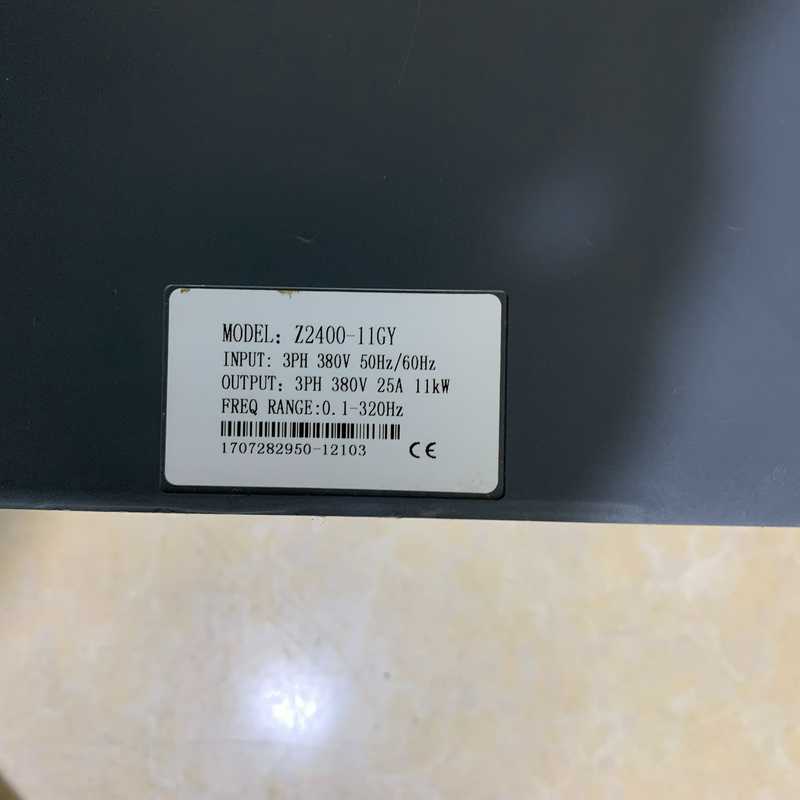 MODEL: Z2400-11GY
INPUT: 3PH 380V 50Hz/60Hz
OUTPUT: 3PH 380V 25A 11kW
FREQ RANGE:0.1-320Hz
1707282950-12103 CE